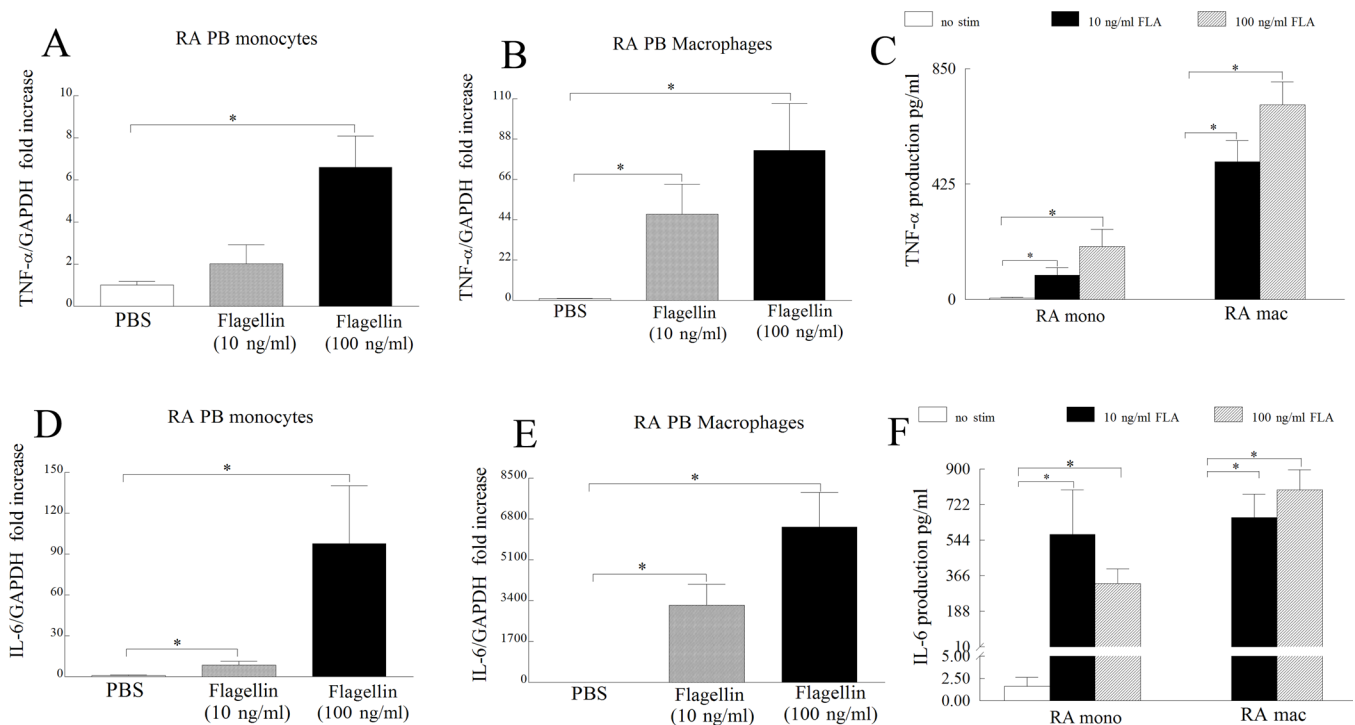 A
RA PB monocytes
TNF-α/GAPDH fold increase
10
8
6
4
2
0
*
PBS
Flagellin
(10 ng/ml)
Flagellin
(100 ng/ml)
B
RA PB Macrophages
TNF-α/GAPDH fold increase
110
88
66
44
22
0
*
*
PBS
Flagellin
(10 ng/ml)
Flagellin
(100 ng/ml)
no stim
10 ng/ml FLA
100 ng/ml FLA
C
TNF-α production pg/ml
850
425
0
*
*
*
*
RA mono
RA mac
D
RA PB monocytes
IL-6/GAPDH fold increase
150
120
90
60
30
0
*
*
PBS
Flagellin
(10 ng/ml)
Flagellin
(100 ng/ml)
E
RA PB Macrophages
IL-6/GAPDH fold increase
8500
6800
5100
3400
1700
0
*
*
PBS
Flagellin
(10 ng/ml)
Flagellin
(100 ng/ml)
no stim
10 ng/ml FLA
100 ng/ml FLA
F
IL-6 production pg/ml
900
722
544
366
188
10
5.00
2.50
0.00
*
*
*
*
RA mono
RA mac